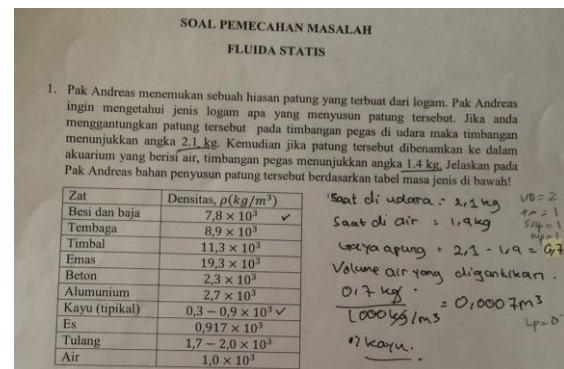 SOAL PEMECAHAN MASALAH
FLUIDA STATIS
1. Pak Andreas menemukan sebuah hiasan patung yang terbuat dari logam. Pak Andreas
ingin mengetahui jenis logam apa yang menyusun patung tersebut. Jika anda
menggantungkan patung tersebut pada timbangan pegas di udara maka timbangan
menunjukkan angka 2.1 kg. Kemudian jika patung tersebut dibenamkan ke dalam
akuarium yang berisi air, timbangan pegas menunjukkan angka 1.4 kg. Jelaskan pada
Pak Andreas bahan penyusun patung tersebut berdasarkan tabel masa jenis di bawah!
Zat Densitas, ρ(kg/m³)
Besi dan baja 7,8 × 10³ ✓
Tembaga 8,9 × 10³
Timbal 11,3 × 10³
Emas 19,3 × 10³
Beton 2,3 × 10³
Alumunium 2,7 × 10³
Kayu (tipikal) 0,3 – 0,9 × 10³ ✓
Es 0,917 × 10³
Tulang 1,7 – 2,0 × 10³
Air 1,0 × 10³
Saat di udara : 2,1 kg
Saat di air : 1,4 kg
Gaya apung = 2,1 - 1,4 = 0,7
Volume air yang digantikan.
0,7 kg
1000 kg/m3 = 0,0007m3
kayu.
UD = 2
= 1
= 1
= 1